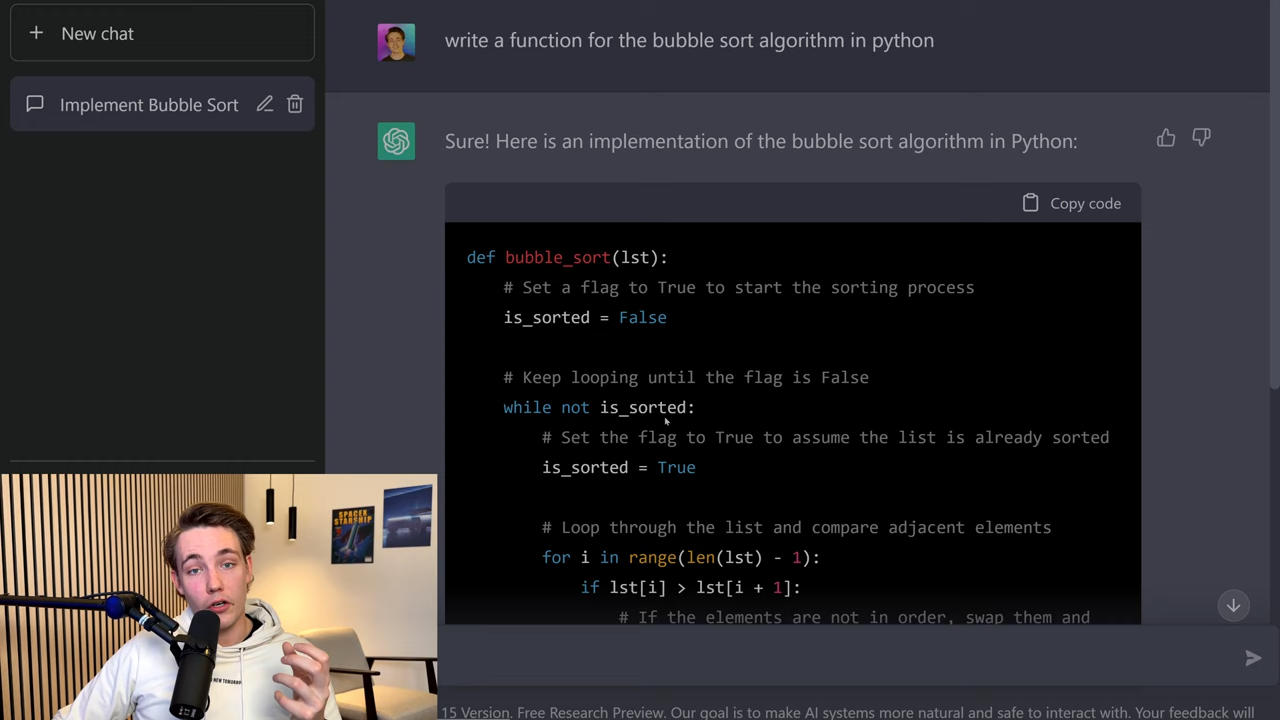 New chat
Implement Bubble Sort
write a function for the bubble sort algorithm in python
Sure! Here is an implementation of the bubble sort algorithm in Python:
Copy code
def bubble_sort(lst):
# Set a flag to True to start the sorting process
is_sorted = False
# Keep looping until the flag is False
while not is_sorted:
# Set the flag to True to assume the list is already sorted
is_sorted = True
# Loop through the list and compare adjacent elements
for i in range(len(lst) - 1):
if lst[i] > lst[i + 1]:
# If the elements are not in order, swap them and
SPACEX
STARSHIP
15 Version. Free Research Preview. Our goal is to make AI systems more natural and safe to interact with. Your feedback will